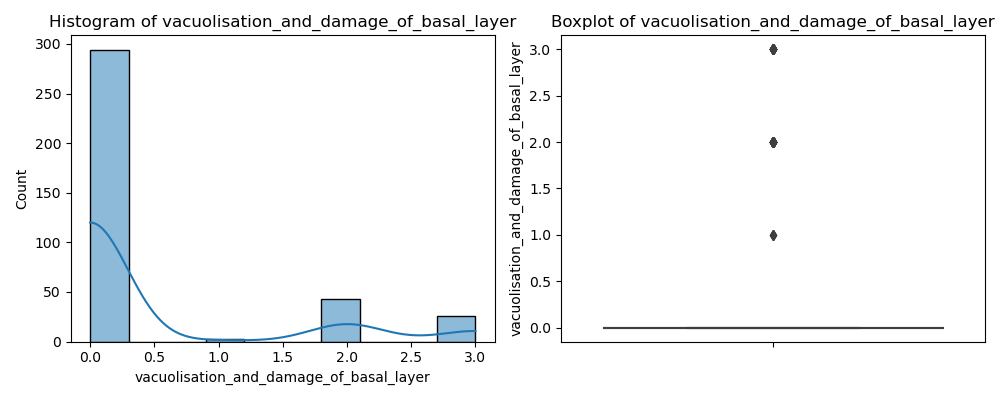 Histogram of vacuolisation_and_damage_of_basal_layer
300
250
200
150
100
50
0
Count
0.0 0.5 1.0 1.5 2.0 2.5 3.0
vacuolisation_and_damage_of_basal_layer
Boxplot of vacuolisation_and_damage_of_basal_layer
3.0
2.5
2.0
1.5
1.0
0.5
0.0
vacuolisation_and_damage_of_basal_layer